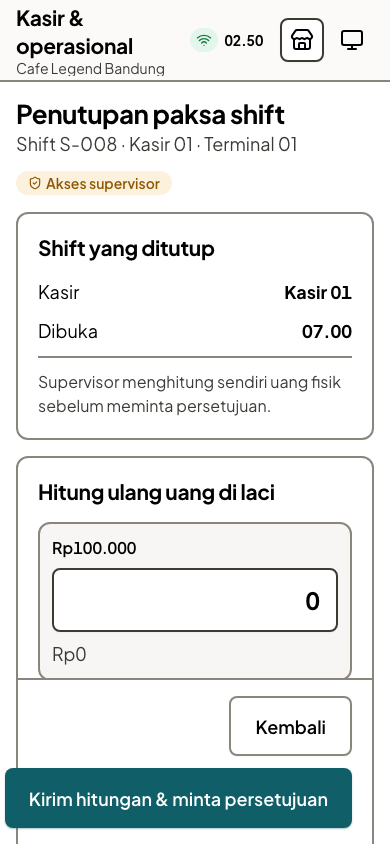 Kasir &
operasional
Cafe Legend Bandung
02.50
Penutupan paksa shift
Shift S-008 · Kasir 01 · Terminal 01
Akses supervisor
Shift yang ditutup
Kasir Kasir 01
Dibuka 07.00
Supervisor menghitung sendiri uang fisik
sebelum meminta persetujuan.
Hitung ulang uang di laci
Rp100.000
0
Rp0
Kembali
Kirim hitungan & minta persetujuan